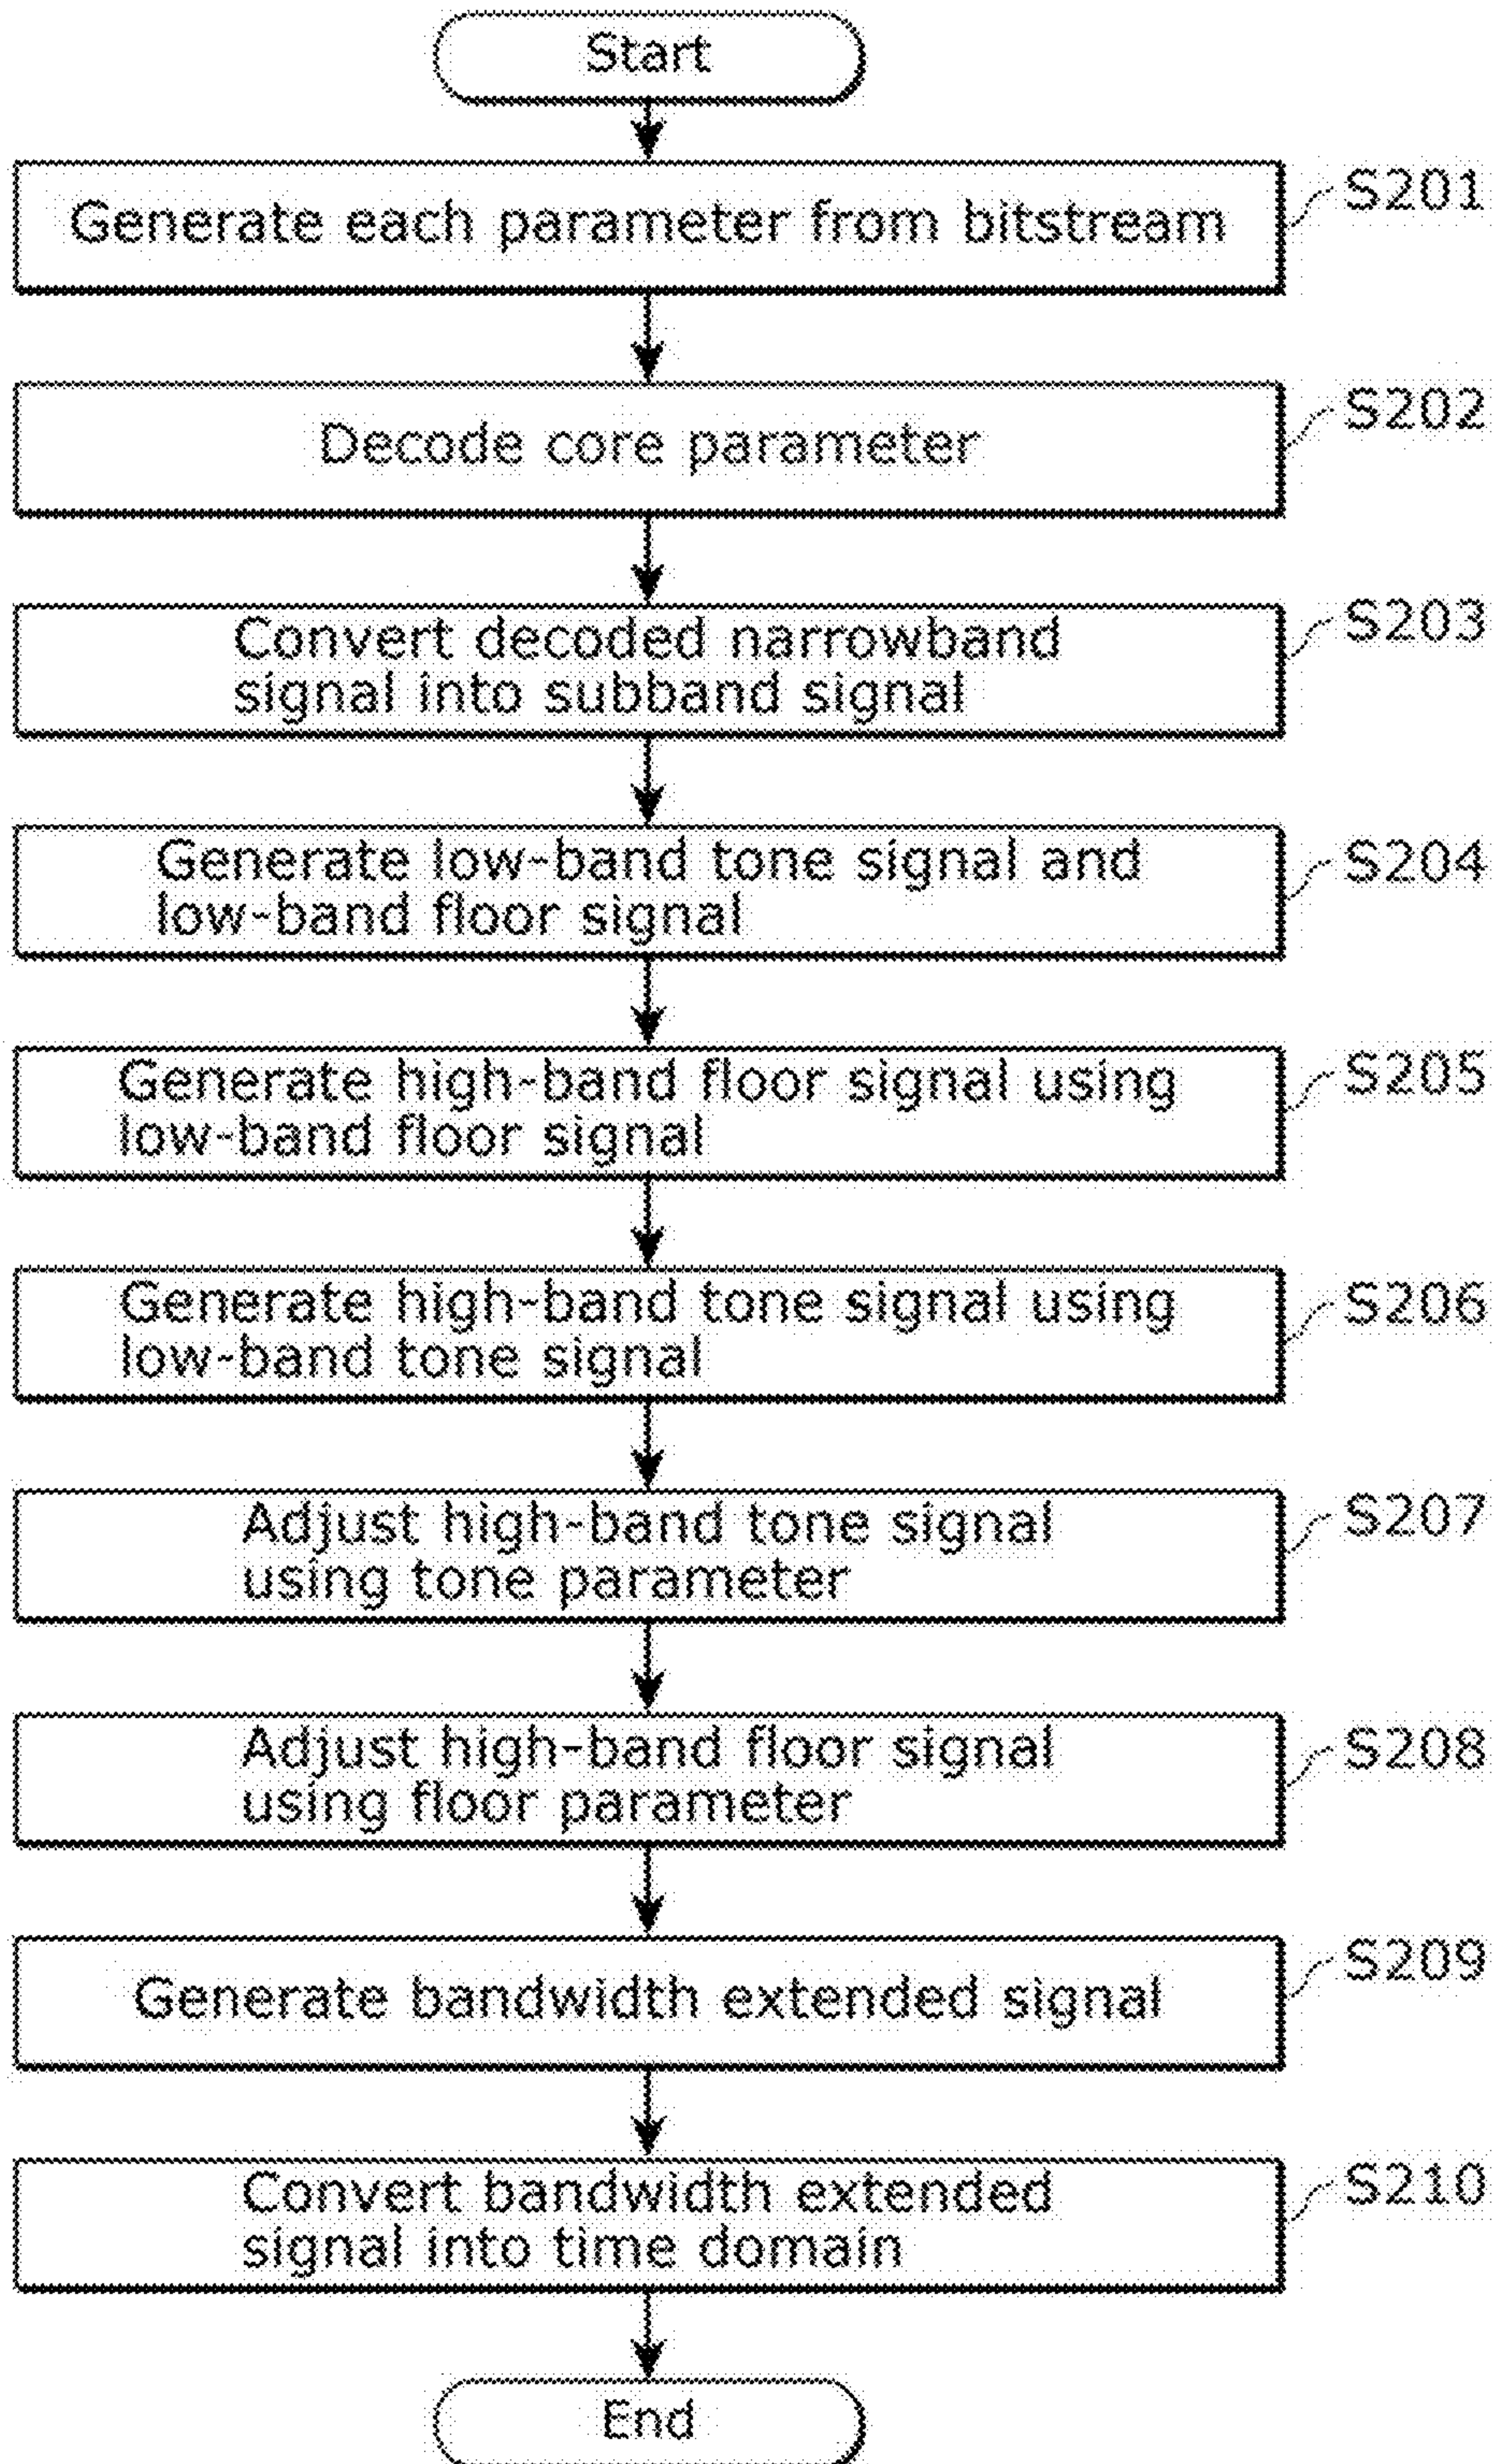 Start
Generate each parameter from bitstream
S201
Decode core parameter
S202
Convert decoded narrowband
signal into subband signal
S203
Generate low-band tone signal and
low-band floor signal
S204
Generate high-band floor signal using
low-band floor signal
S205
Generate high-band tone signal using
low-band tone signal
S206
Adjust high-band tone signal
using tone parameter
S207
Adjust high-band floor signal
using floor parameter
S208
Generate bandwidth extended signal
S209
Convert bandwidth extended
signal into time domain
S210
End